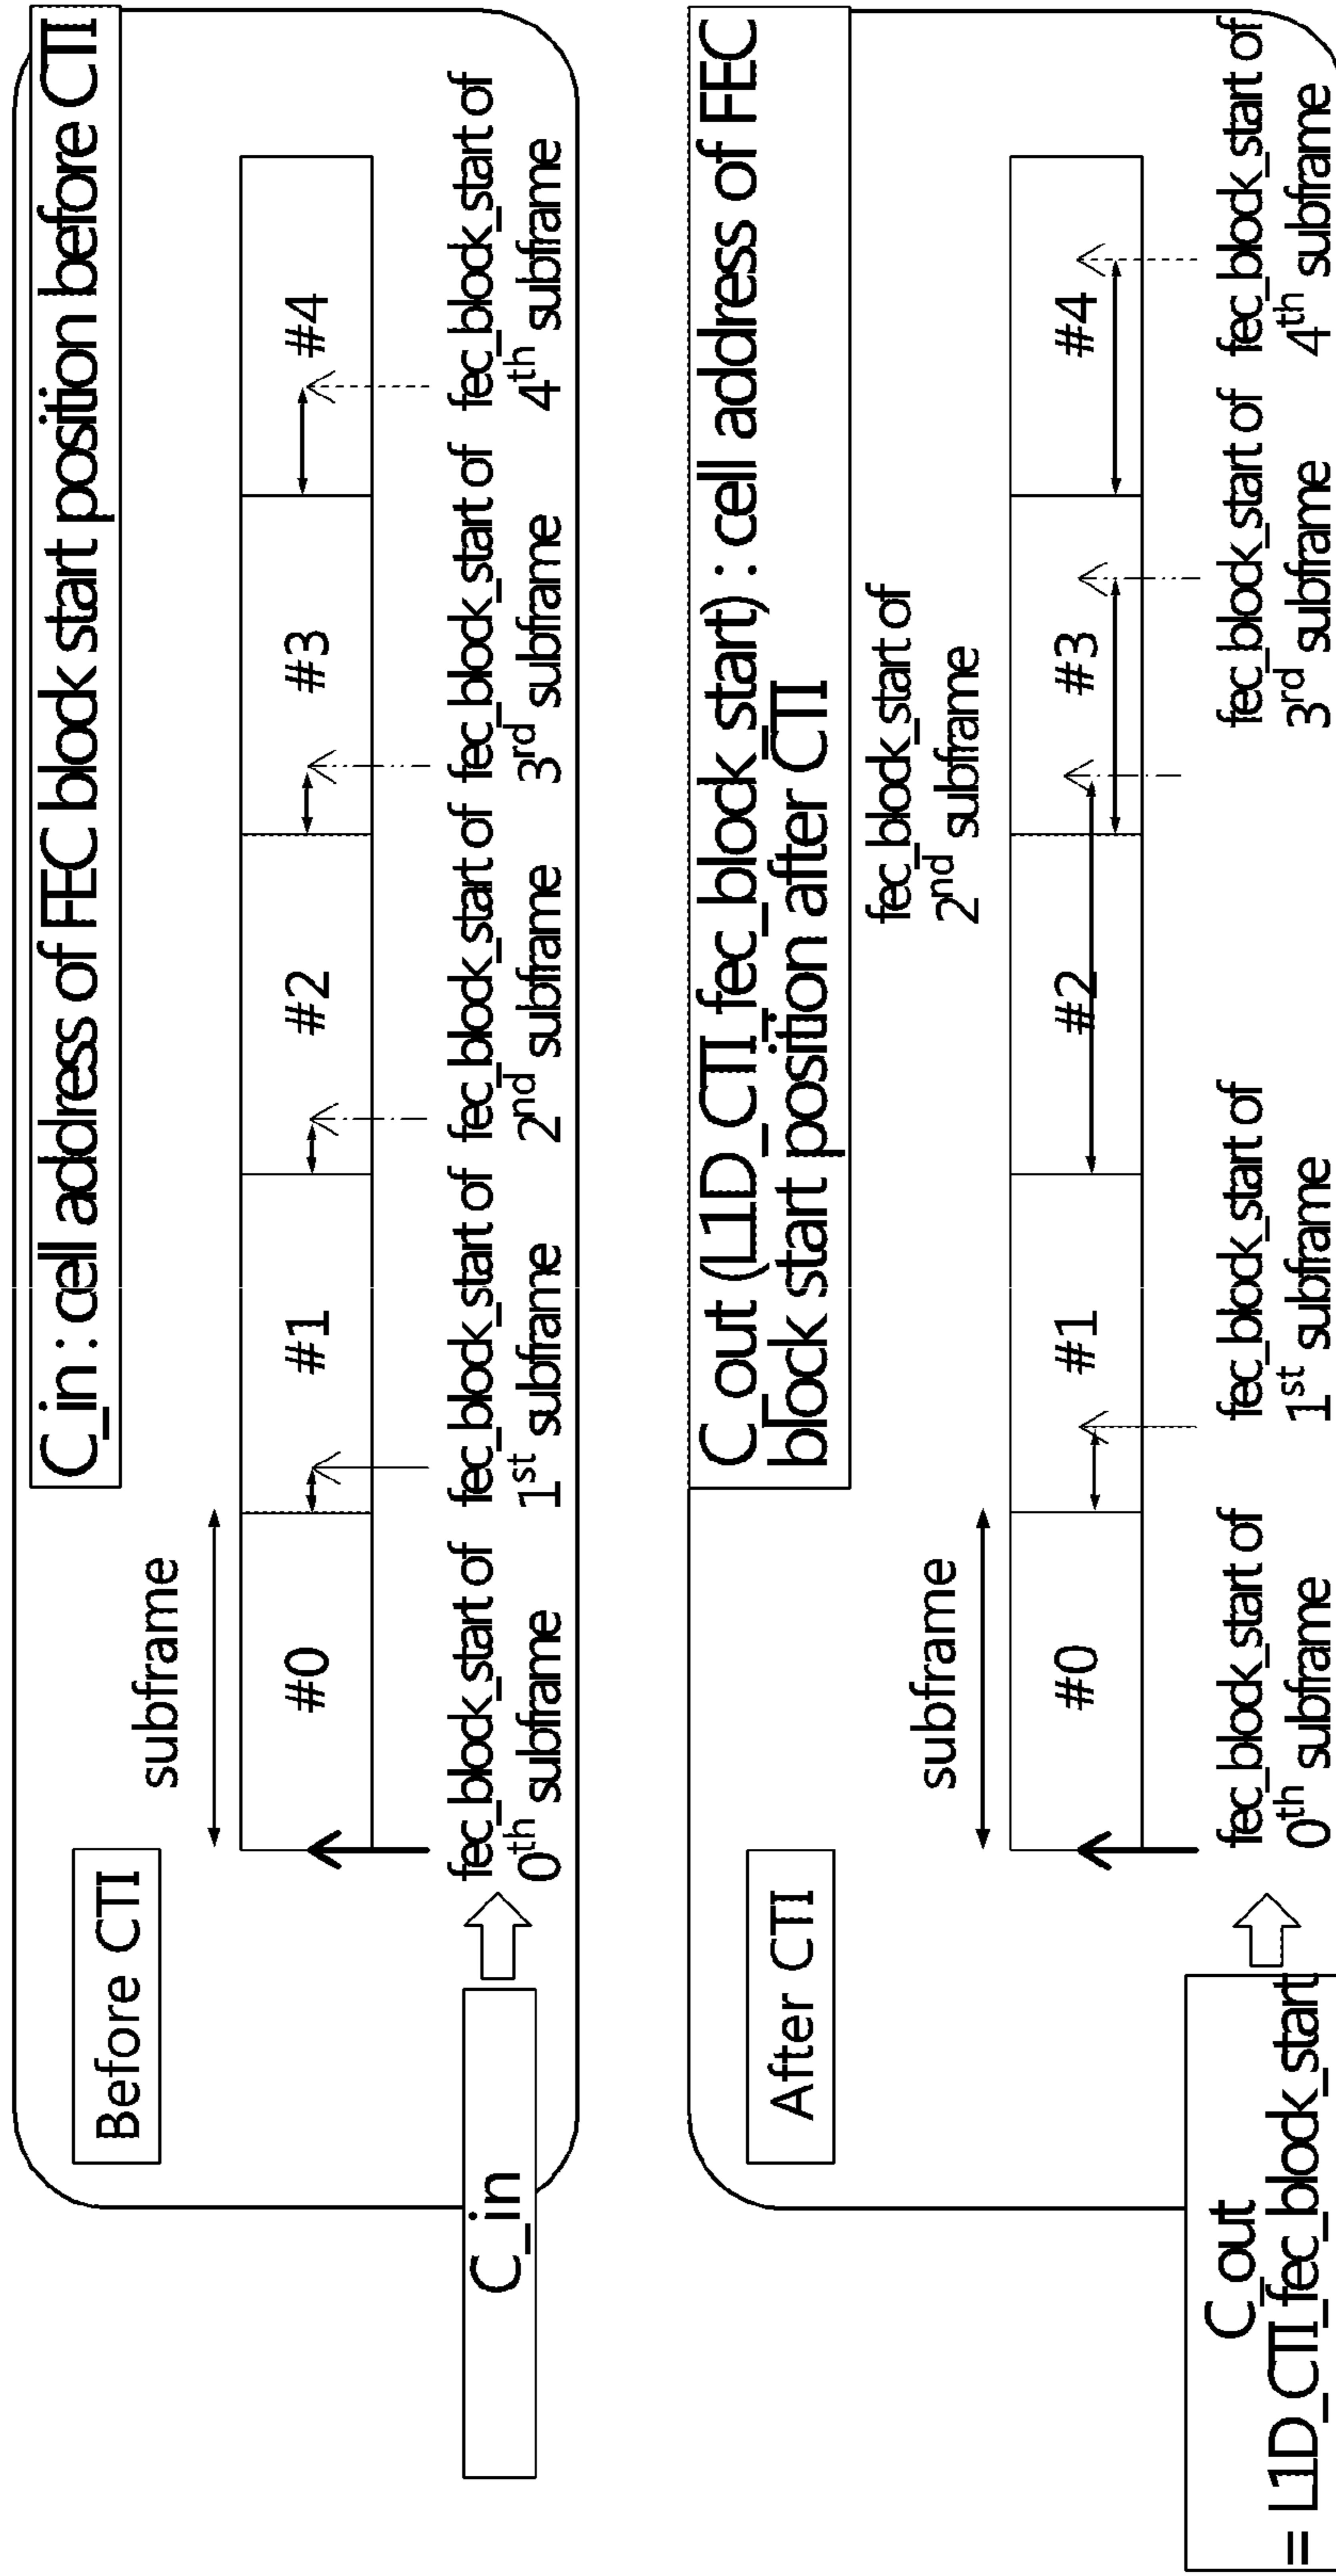 C_in : cell address of FEC block start position before CTI
Before CTI
subframe
#0
#1
#2
#3
#4
C_in
fec_block_start of
0th subframe
fec_block_start of
1st subframe
fec_block_start of
2nd subframe
fec_block_start of
3rd subframe
fec_block_start of
4th subframe
C_out (L1D_CTI_fec_block_start) : cell address of FEC
block start position after CTI
After CTI
fec_block_start of
2nd subframe
subframe
#0
#1
#2
#3
#4
C_out
= L1D_CTI_fec_block_start
fec_block_start of
0th subframe
fec_block_start of
1st subframe
fec_block_start of
3rd subframe
fec_block_start of
4th subframe